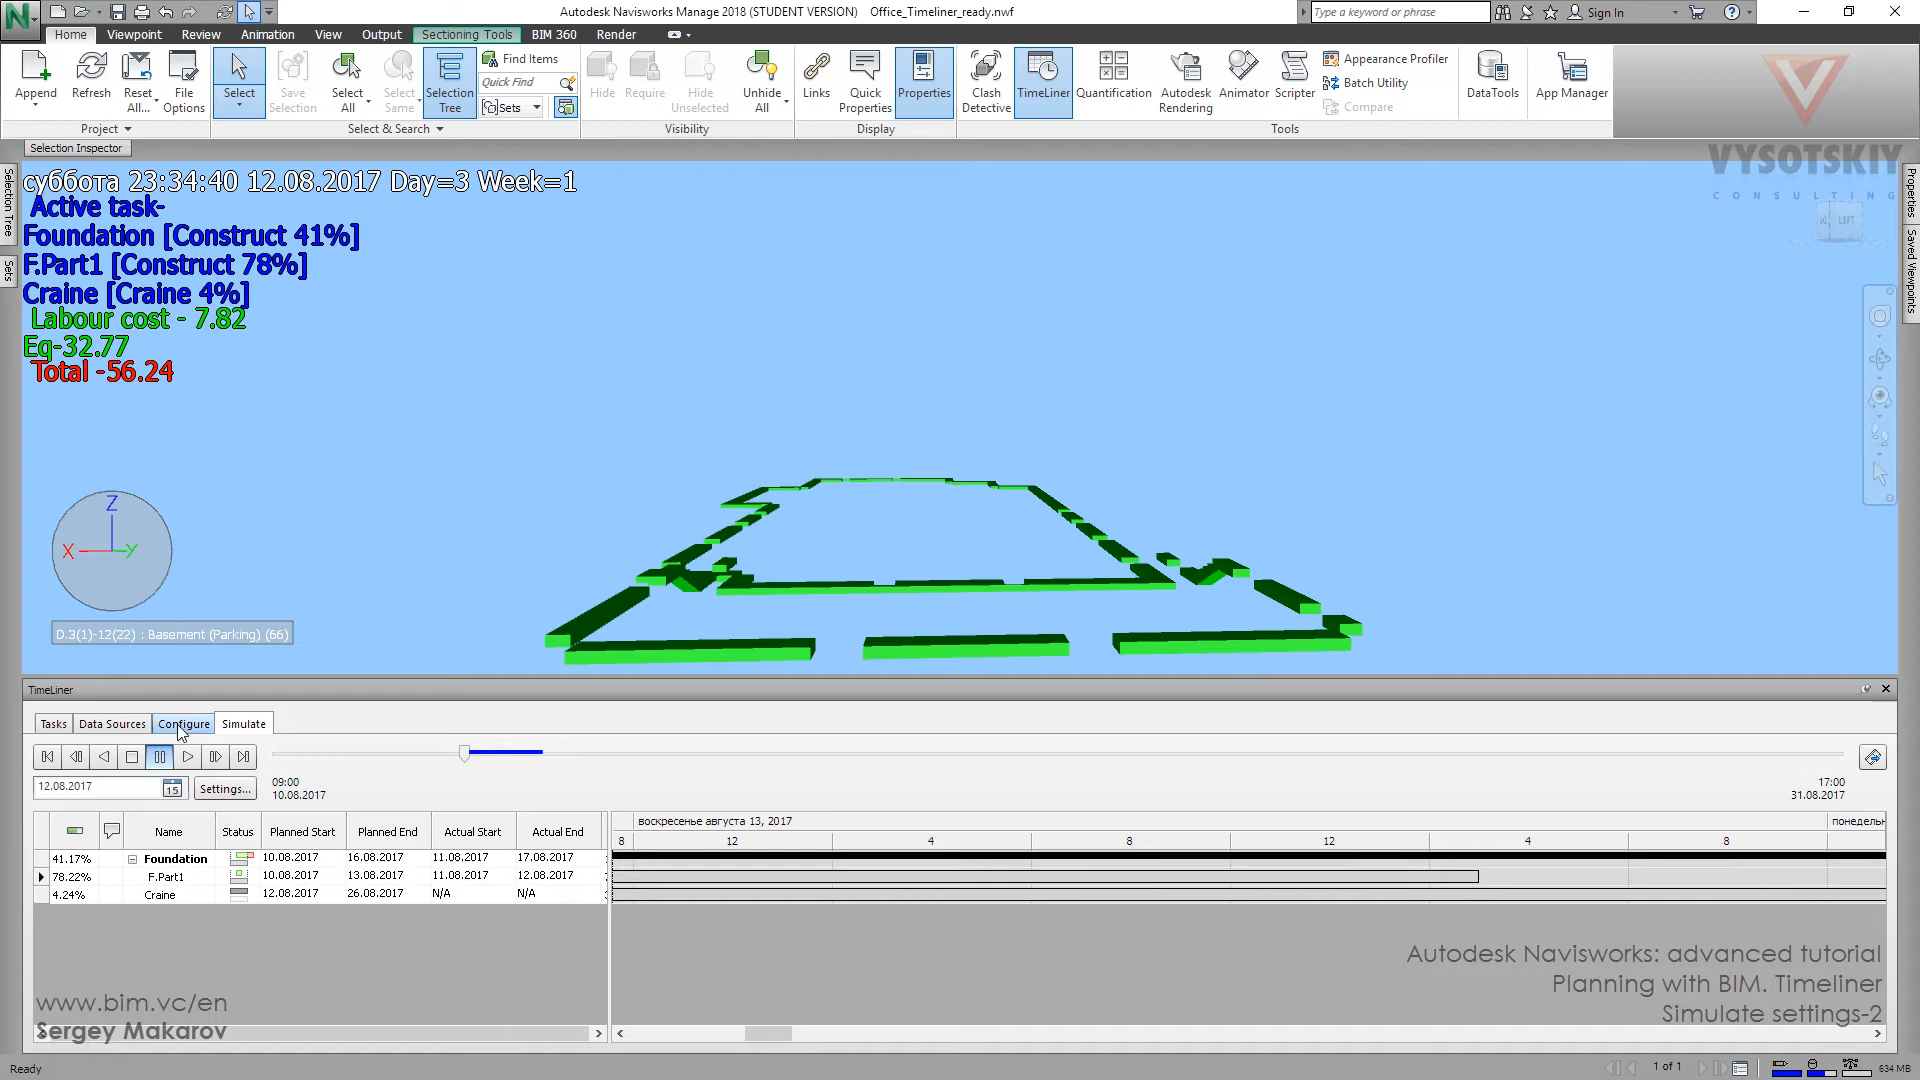 Autodesk Navisworks Manage 2018 (STUDENT VERSION) Office_Timeliner_ready.nwf
Type a keyword or phrase
Sign In
Home Viewpoint Review Animation View Output Sectioning Tools BIM 360 Render
Append
Refresh
Reset All...
File Options
Project
Select
Save Selection
Select All
Select Same
Selection Tree
Find Items
Quick Find
Sets
Select & Search
Hide
Require
Hide Unselected
Unhide All
Visibility
Links
Quick Properties
Properties
Display
Clash Detective
TimeLiner
Quantification
Autodesk Rendering
Animator
Scripter
Appearance Profiler
Batch Utility
Compare
Tools
DataTools
App Manager
VYSOTSKIY
CONSULTING
Selection Inspector
Selection Tree
Sets
Properties
Saved Viewpoints
LEFT
суббота 23:34:40 12.08.2017 Day=3 Week=1
Active task-
Foundation [Construct 41%]
F.Part1 [Construct 78%]
Craine [Craine 4%]
Labour cost - 7.82
Eq-32.77
Total -56.24
Z
X
Y
D.3(1)-12(22) : Basement (Parking) (66)
TimeLiner
Tasks Data Sources Configure Simulate
12.08.2017
15
Settings...
09:00
10.08.2017
17:00
31.08.2017
Name Status Planned Start Planned End Actual Start Actual End
41.17% Foundation 10.08.2017 16.08.2017 11.08.2017 17.08.2017
78.22% F.Part1 10.08.2017 13.08.2017 11.08.2017 12.08.2017
4.24% Craine 12.08.2017 26.08.2017 N/A N/A
воскресенье августа 13, 2017
8 12 4 8 12 4 8
Autodesk Navisworks: advanced tutorial
Planning with BIM. Timeliner
Simulate settings-2
www.bim.vc/en
Sergey Makarov
Ready
1 of 1
634 MB